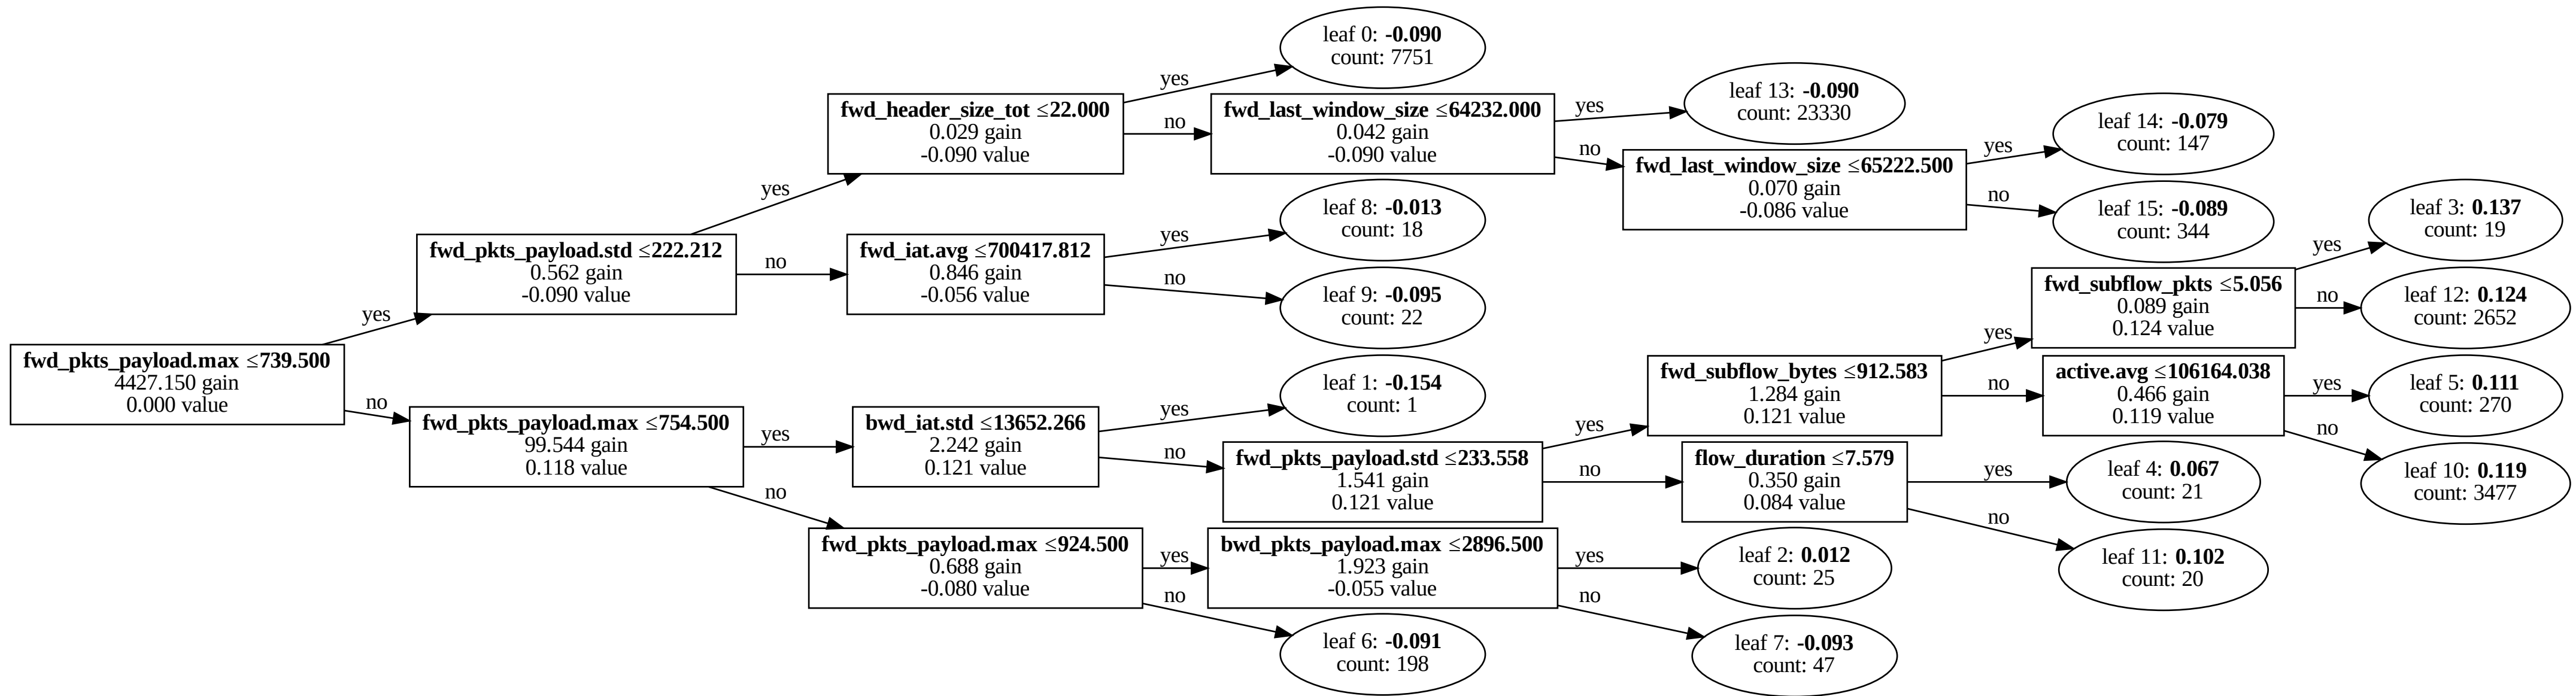 fwd_pkts_payload.max ≤739.500
4427.150 gain
0.000 value
yes
no
fwd_pkts_payload.std ≤222.212
0.562 gain
-0.090 value
yes
no
fwd_header_size_tot ≤22.000
0.029 gain
-0.090 value
yes
no
leaf 0: -0.090
count: 7751
fwd_last_window_size ≤64232.000
0.042 gain
-0.090 value
yes
no
leaf 13: -0.090
count: 23330
fwd_last_window_size ≤65222.500
0.070 gain
-0.086 value
yes
no
leaf 14: -0.079
count: 147
leaf 15: -0.089
count: 344
fwd_iat.avg ≤700417.812
0.846 gain
-0.056 value
yes
no
leaf 8: -0.013
count: 18
leaf 9: -0.095
count: 22
fwd_pkts_payload.max ≤754.500
99.544 gain
0.118 value
yes
no
bwd_iat.std ≤13652.266
2.242 gain
0.121 value
yes
no
leaf 1: -0.154
count: 1
fwd_pkts_payload.std ≤233.558
1.541 gain
0.121 value
yes
no
fwd_subflow_bytes ≤912.583
1.284 gain
0.121 value
yes
no
fwd_subflow_pkts ≤5.056
0.089 gain
0.124 value
yes
no
leaf 3: 0.137
count: 19
leaf 12: 0.124
count: 2652
active.avg ≤106164.038
0.466 gain
0.119 value
yes
no
leaf 5: 0.111
count: 270
leaf 10: 0.119
count: 3477
flow_duration ≤7.579
0.350 gain
0.084 value
yes
no
leaf 4: 0.067
count: 21
leaf 11: 0.102
count: 20
fwd_pkts_payload.max ≤924.500
0.688 gain
-0.080 value
yes
no
bwd_pkts_payload.max ≤2896.500
1.923 gain
-0.055 value
yes
no
leaf 2: 0.012
count: 25
leaf 7: -0.093
count: 47
leaf 6: -0.091
count: 198